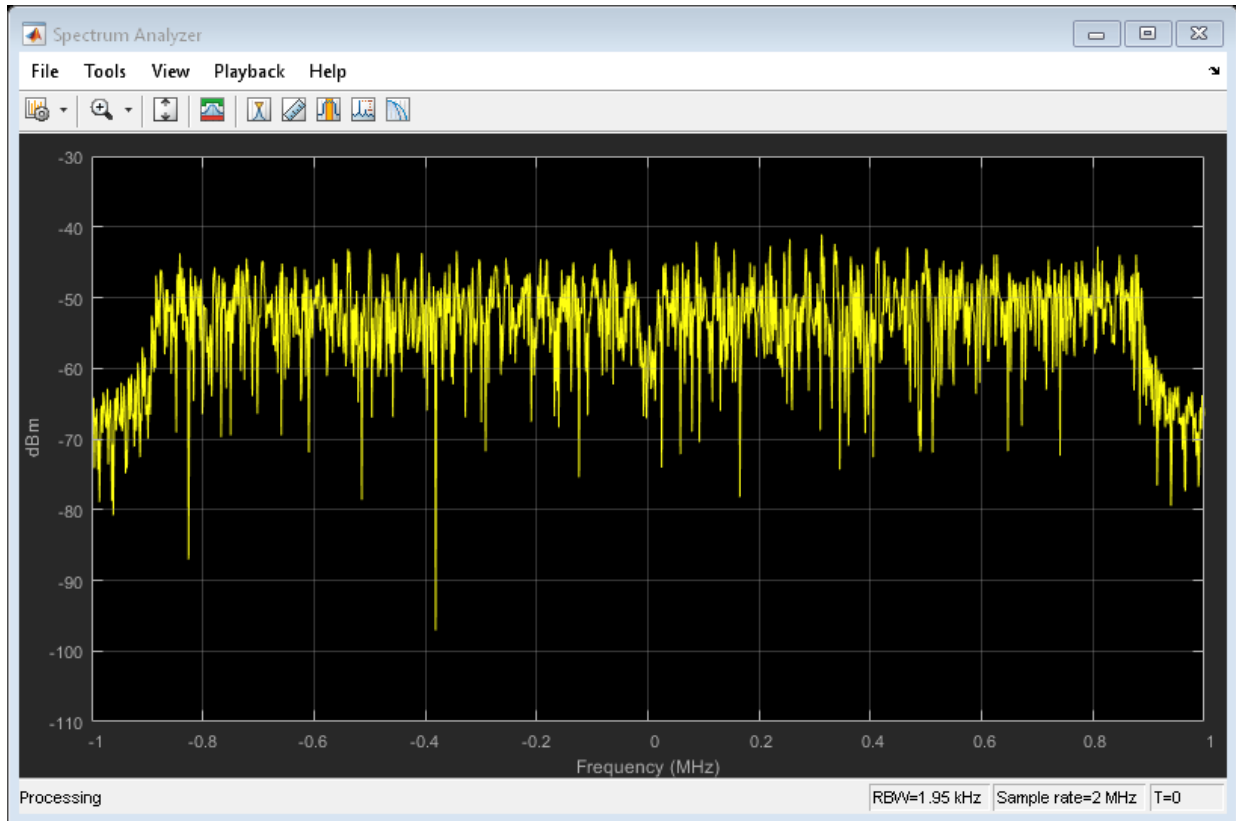 Spectrum Analyzer
File Tools View Playback Help
-30
-40
-50
-60
-70
-80
-90
-100
-110
dBm
-1 -0.8 -0.6 -0.4 -0.2 0 0.2 0.4 0.6 0.8 1
Frequency (MHz)
Processing RBW=1.95 kHz Sample rate=2 MHz T=0